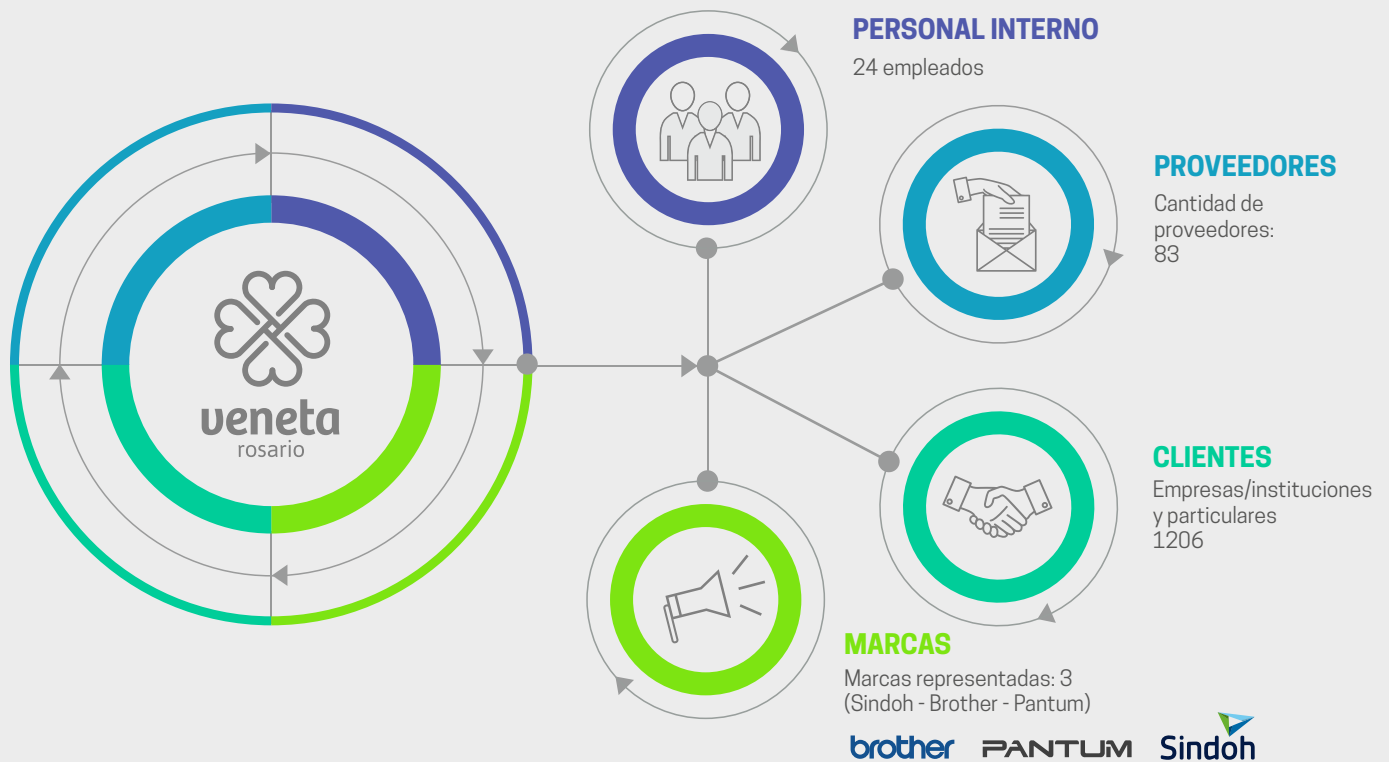 PERSONAL INTERNO
24 empleados
PROVEEDORES
Cantidad de
proveedores:
83
veneta
rosario
CLIENTES
Empresas/instituciones
y particulares
1206
MARCAS
Marcas representadas: 3
(Sindoh - Brother - Pantum)
brother PANTUM Sindoh